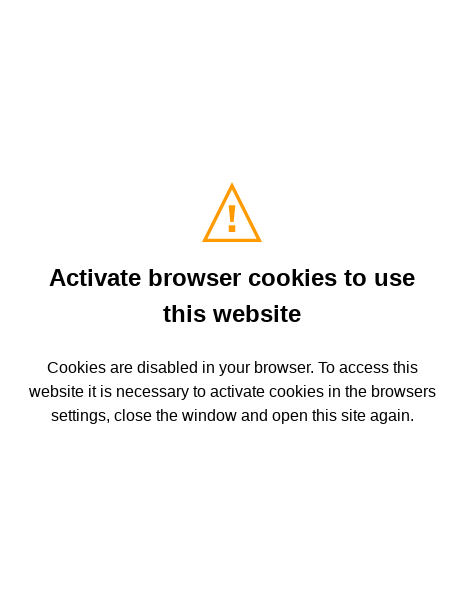 Activate browser cookies to use
this website
Cookies are disabled in your browser. To access this
website it is necessary to activate cookies in the browsers
settings, close the window and open this site again.